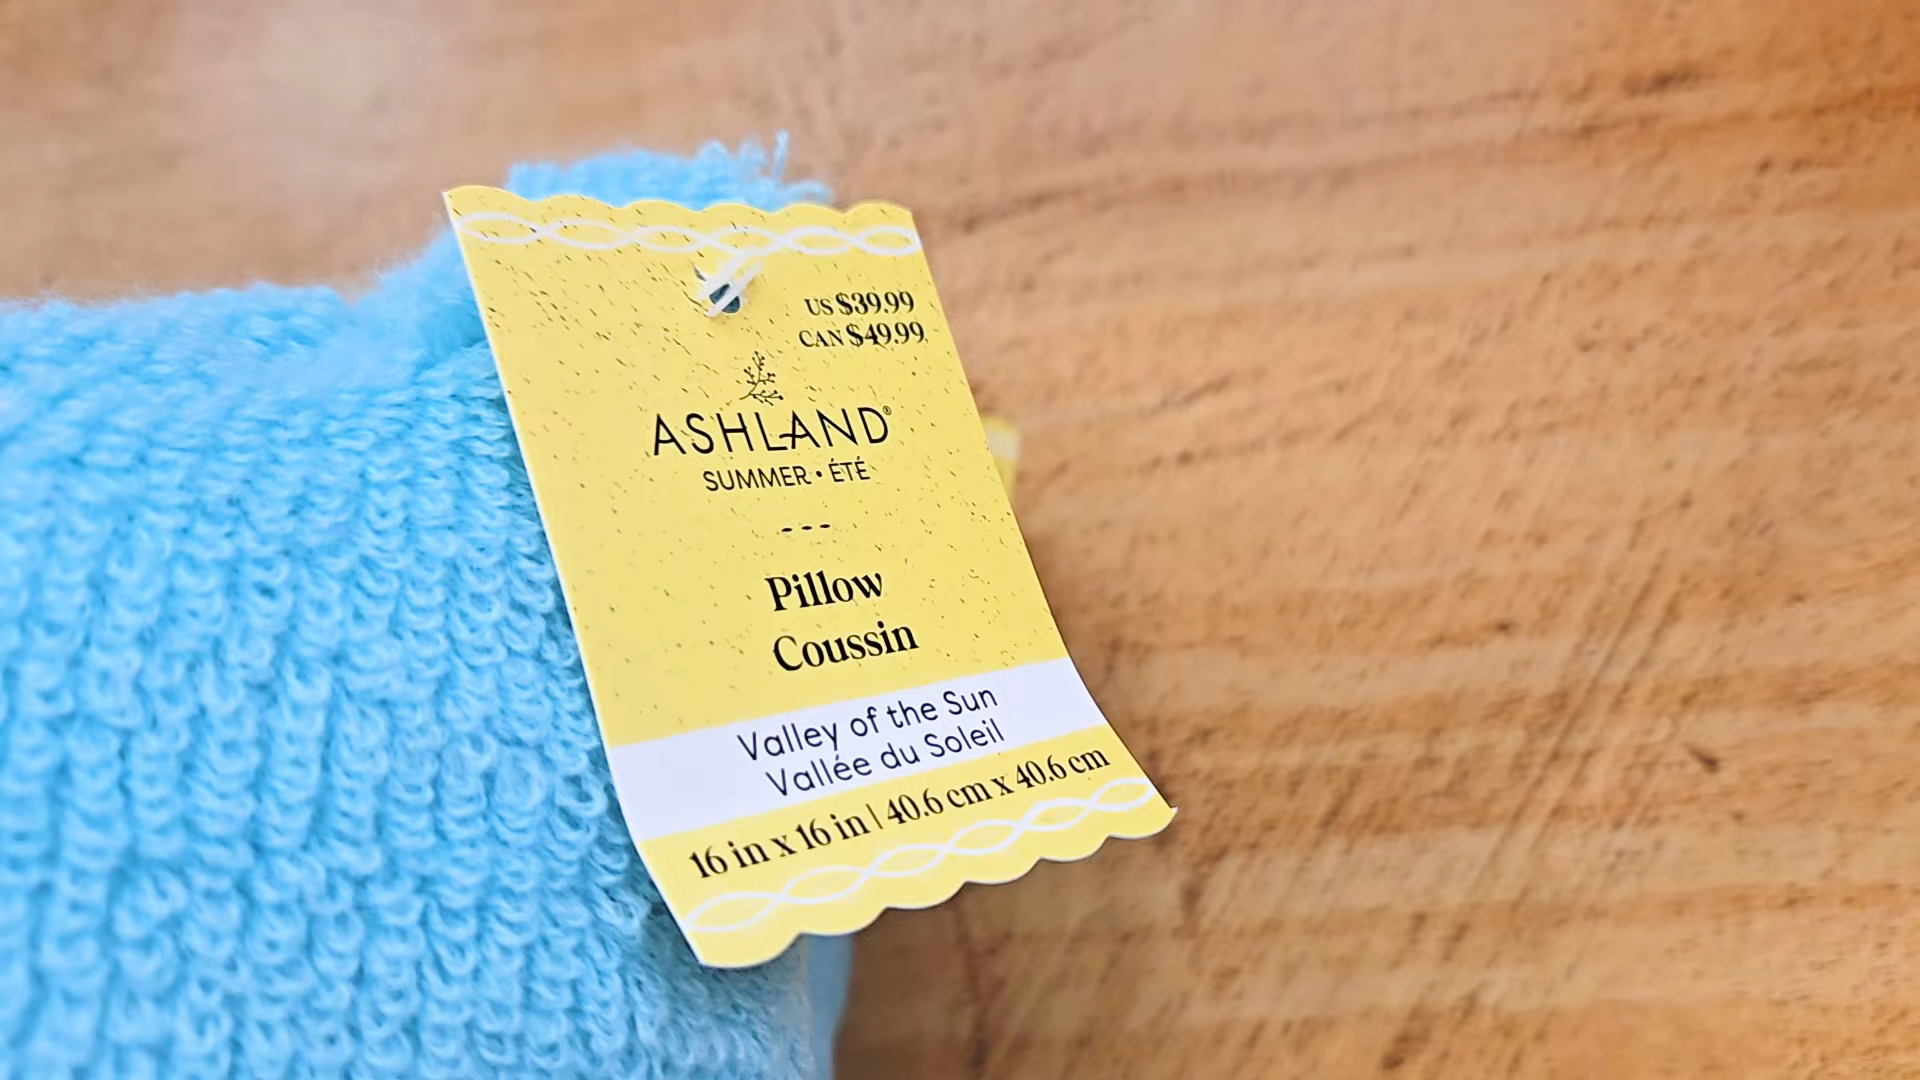 US $39.99
CAN $49.99
ASHLAND®
SUMMER • ÉTÉ
---
Pillow
Coussin
Valley of the Sun
Vallée du Soleil
16 in x 16 in | 40.6 cm x 40.6 cm